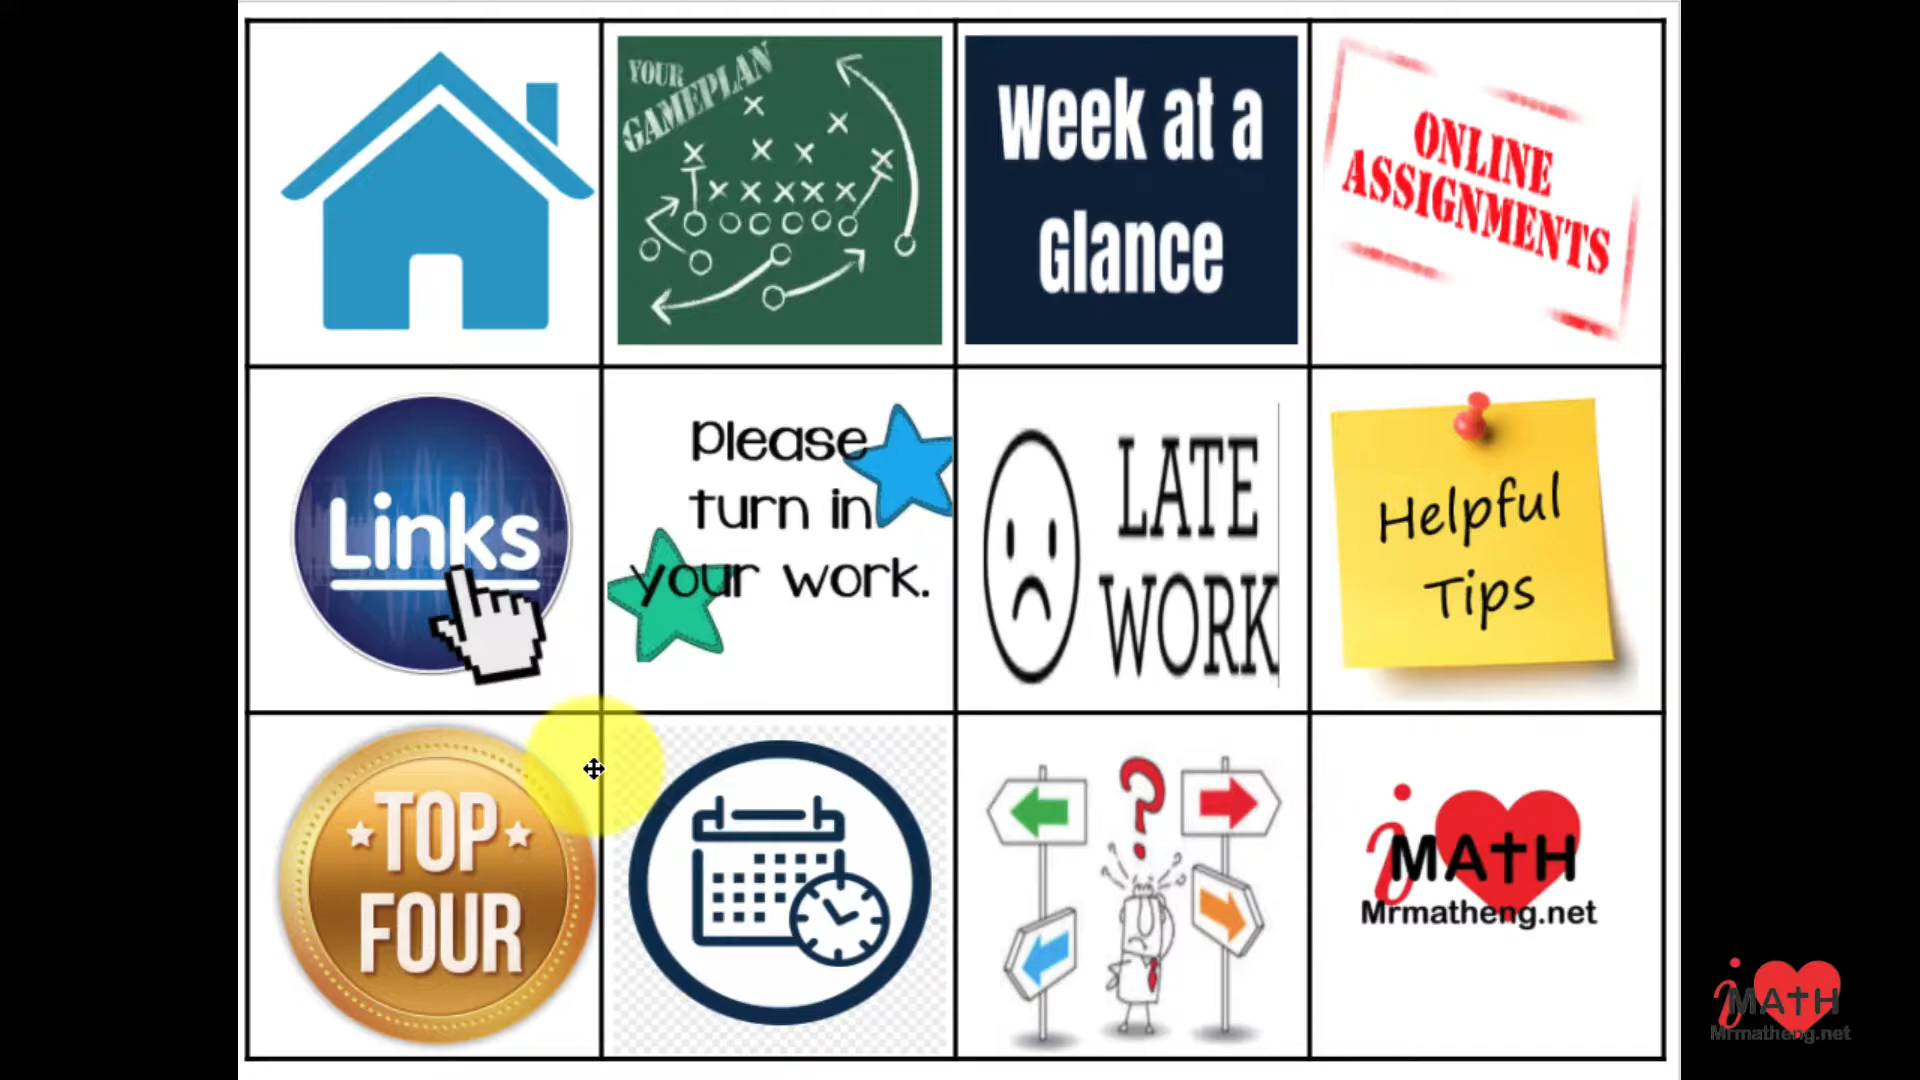 YOUR
GAMEPLAN
Week at a
Glance
ONLINE
ASSIGNMENTS
Links
please
turn in
your work.
LATE
WORK
Helpful
Tips
TOP
FOUR
i
MATH
Mrmatheng.net
i
MATH
Mrmatheng.net